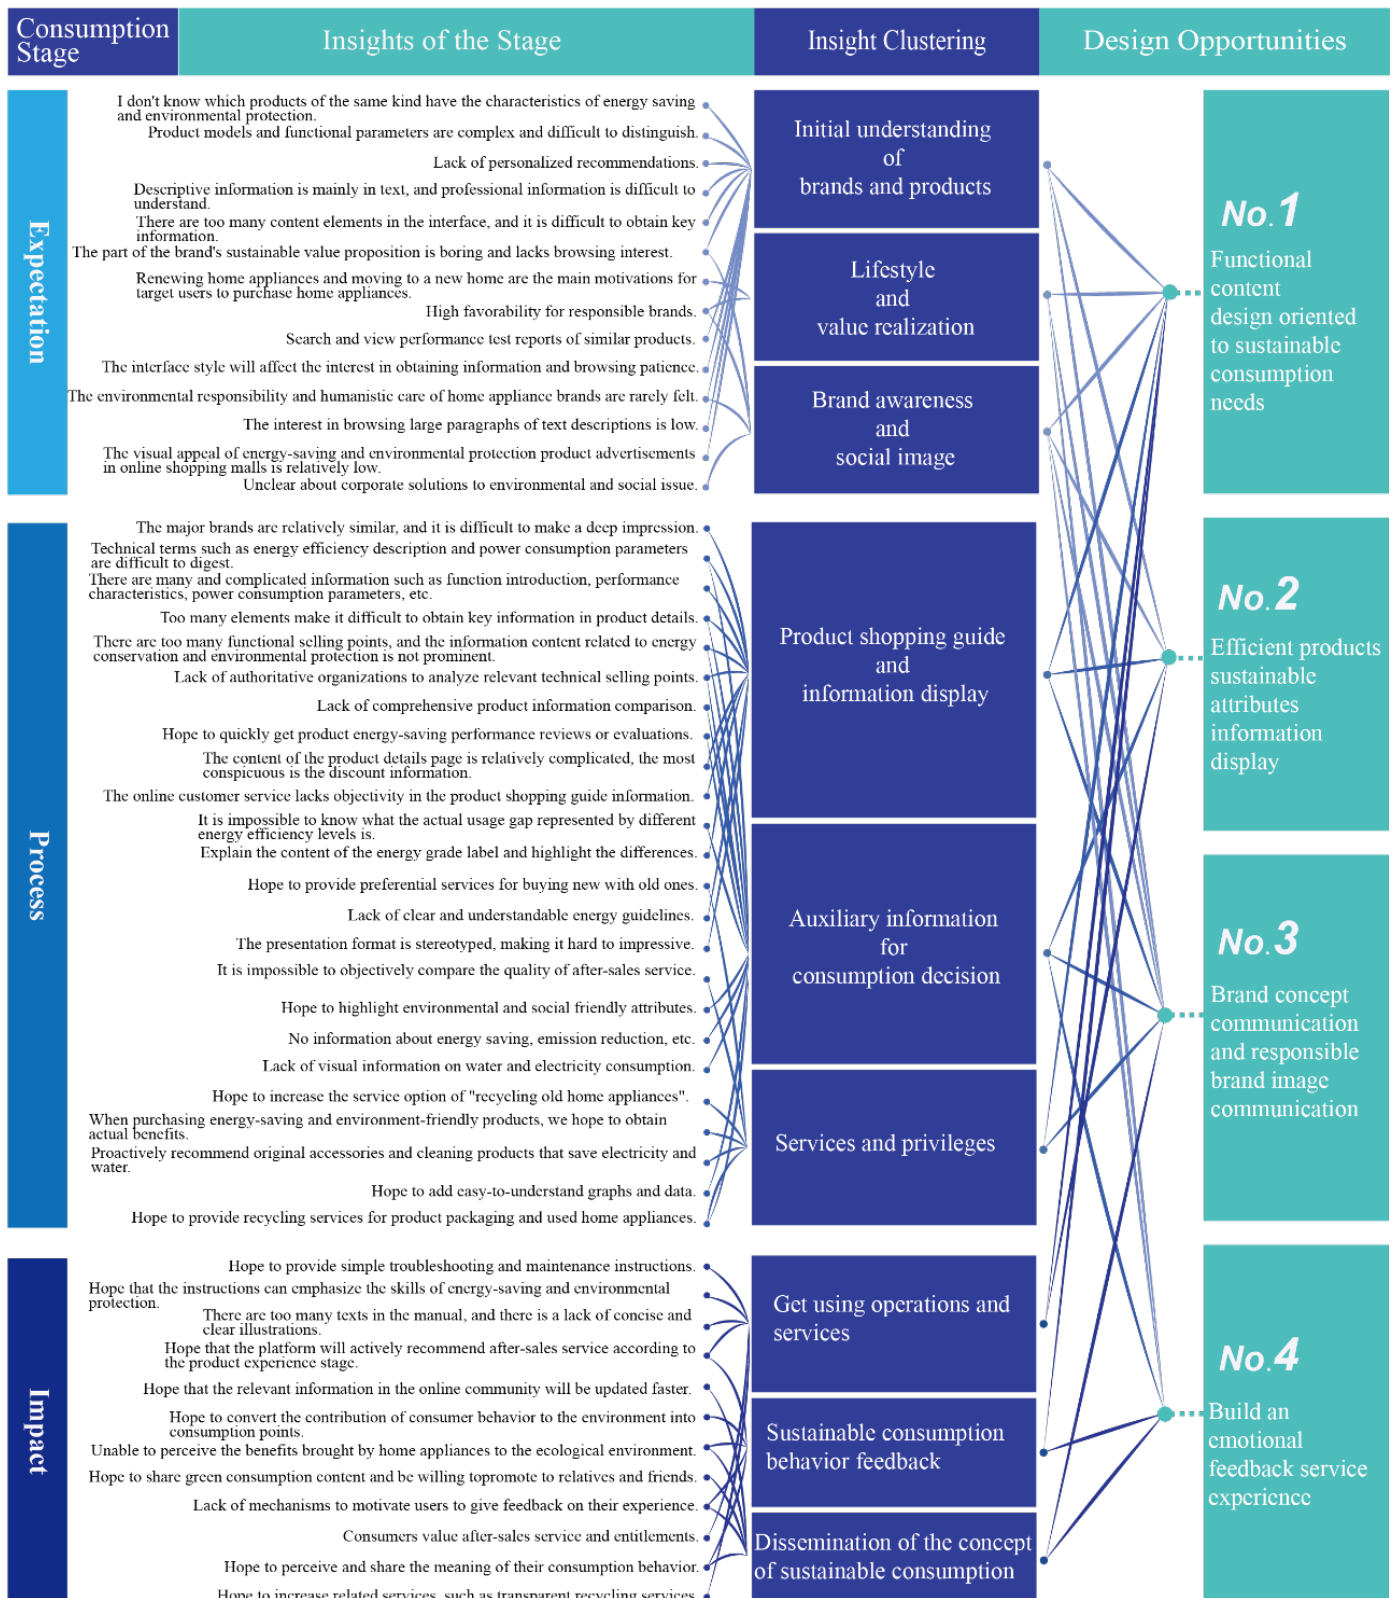 Consumption
Stage
Insights of the Stage
Insight Clustering
Design Opportunities
Expectation
I don't know which products of the same kind have the characteristics of energy saving
and environmental protection.
Product models and functional parameters are complex and difficult to distinguish.
Lack of personalized recommendations.
Descriptive information is mainly in text, and professional information is difficult to
understand.
There are too many content elements in the interface, and it is difficult to obtain key
information.
The part of the brand's sustainable value proposition is boring and lacks browsing interest.
Renewing home appliances and moving to a new home are the main motivations for
target users to purchase home appliances.
High favorability for responsible brands.
Search and view performance test reports of similar products.
The interface style will affect the interest in obtaining information and browsing patience.
The environmental responsibility and humanistic care of home appliance brands are rarely felt.
The interest in browsing large paragraphs of text descriptions is low.
The visual appeal of energy-saving and environmental protection product advertisements
in online shopping malls is relatively low.
Unclear about corporate solutions to environmental and social issue.
Initial understanding
of
brands and products
Lifestyle
and
value realization
Brand awareness
and
social image
No.1
Functional
content
design oriented
to sustainable
consumption
needs
Process
The major brands are relatively similar, and it is difficult to make a deep impression.
Technical terms such as energy efficiency description and power consumption parameters
are difficult to digest.
There are many and complicated information such as function introduction, performance
characteristics, power consumption parameters, etc.
Too many elements make it difficult to obtain key information in product details.
There are too many functional selling points, and the information content related to energy
conservation and environmental protection is not prominent.
Lack of authoritative organizations to analyze relevant technical selling points.
Lack of comprehensive product information comparison.
Hope to quickly get product energy-saving performance reviews or evaluations.
The content of the product details page is relatively complicated, the most
conspicuous is the discount information.
The online customer service lacks objectivity in the product shopping guide information.
It is impossible to know what the actual usage gap represented by different
energy efficiency levels is.
Explain the content of the energy grade label and highlight the differences.
Hope to provide preferential services for buying new with old ones.
Lack of clear and understandable energy guidelines.
The presentation format is stereotyped, making it hard to impressive.
It is impossible to objectively compare the quality of after-sales service.
Hope to highlight environmental and social friendly attributes.
No information about energy saving, emission reduction, etc.
Lack of visual information on water and electricity consumption.
Hope to increase the service option of "recycling old home appliances".
When purchasing energy-saving and environment-friendly products, we hope to obtain
actual benefits.
Proactively recommend original accessories and cleaning products that save electricity and
water.
Hope to add easy-to-understand graphs and data.
Hope to provide recycling services for product packaging and used home appliances.
Product shopping guide
and
information display
Auxiliary information
for
consumption decision
Services and privileges
No.2
Efficient products
sustainable
attributes
information
display
No.3
Brand concept
communication
and responsible
brand image
communication
Impact
Hope to provide simple troubleshooting and maintenance instructions.
Hope that the instructions can emphasize the skills of energy-saving and environmental
protection.
There are too many texts in the manual, and there is a lack of concise and
clear illustrations.
Hope that the platform will actively recommend after-sales service according to
the product experience stage.
Hope that the relevant information in the online community will be updated faster.
Hope to convert the contribution of consumer behavior to the environment into
consumption points.
Unable to perceive the benefits brought by home appliances to the ecological environment.
Hope to share green consumption content and be willing topromote to relatives and friends.
Lack of mechanisms to motivate users to give feedback on their experience.
Consumers value after-sales service and entitlements.
Hope to perceive and share the meaning of their consumption behavior.
Hope to increase related services, such as transparent recycling services
Get using operations and
services
Sustainable consumption
behavior feedback
Dissemination of the concept
of sustainable consumption
No.4
Build an
emotional
feedback service
experience